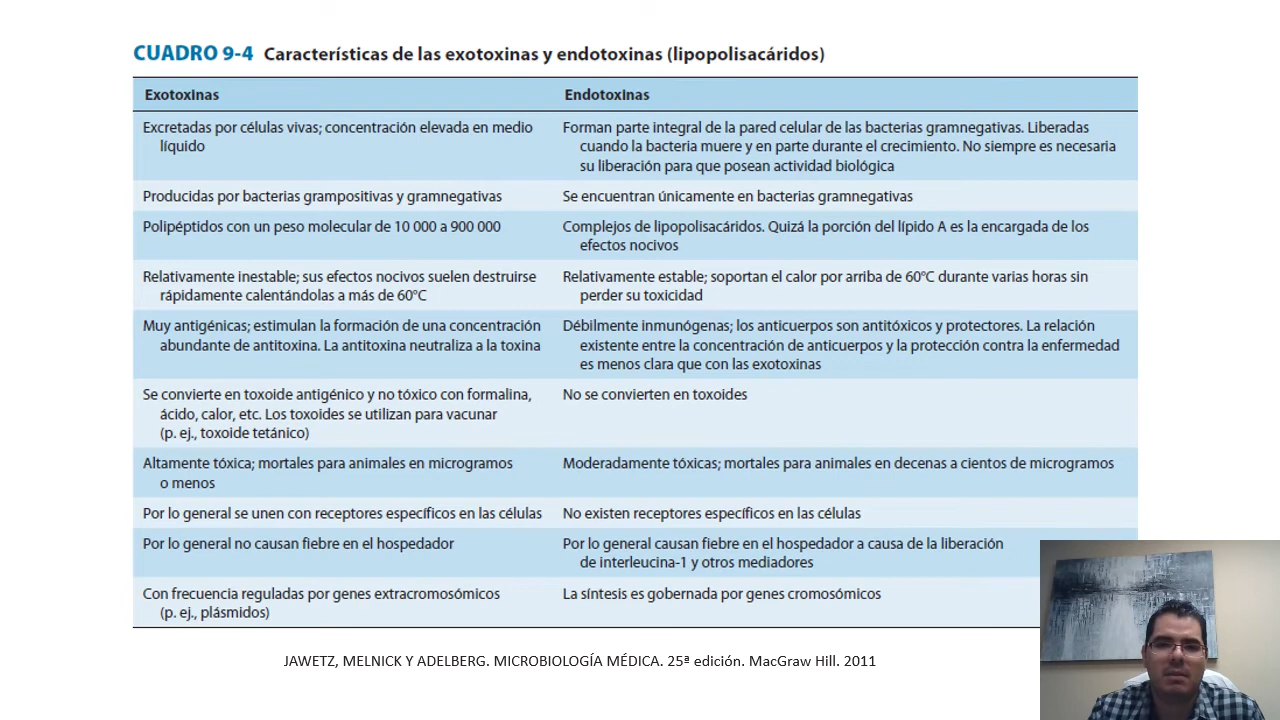 CUADRO 9-4 Características de las exotoxinas y endotoxinas (lipopolisacáridos)
Exotoxinas
Endotoxinas
Excretadas por células vivas; concentración elevada en medio
líquido
Forman parte integral de la pared celular de las bacterias gramnegativas. Liberadas
cuando la bacteria muere y en parte durante el crecimiento. No siempre es necesaria
su liberación para que posean actividad biológica
Producidas por bacterias grampositivas y gramnegativas
Se encuentran únicamente en bacterias gramnegativas
Polipéptidos con un peso molecular de 10 000 a 900 000
Complejos de lipopolisacáridos. Quizá la porción del lípido A es la encargada de los
efectos nocivos
Relativamente inestable; sus efectos nocivos suelen destruirse
rápidamente calentándolas a más de 60°C
Relativamente estable; soportan el calor por arriba de 60°C durante varias horas sin
perder su toxicidad
Muy antigénicas; estimulan la formación de una concentración
abundante de antitoxina. La antitoxina neutraliza a la toxina
Débilmente inmunógenas; los anticuerpos son antitóxicos y protectores. La relación
existente entre la concentración de anticuerpos y la protección contra la enfermedad
es menos clara que con las exotoxinas
Se convierte en toxoide antigénico y no tóxico con formalina,
ácido, calor, etc. Los toxoides se utilizan para vacunar
(p. ej., toxoide tetánico)
No se convierten en toxoides
Altamente tóxica; mortales para animales en microgramos
o menos
Moderadamente tóxicas; mortales para animales en decenas a cientos de microgramos
Por lo general se unen con receptores específicos en las células
No existen receptores específicos en las células
Por lo general no causan fiebre en el hospedador
Por lo general causan fiebre en el hospedador a causa de la liberación
de interleucina-1 y otros mediadores
Con frecuencia reguladas por genes extracromosómicos
(p. ej., plásmidos)
La síntesis es gobernada por genes cromosómicos
JAWETZ, MELNICK Y ADELBERG. MICROBIOLOGÍA MÉDICA. 25ª edición. MacGraw Hill. 2011